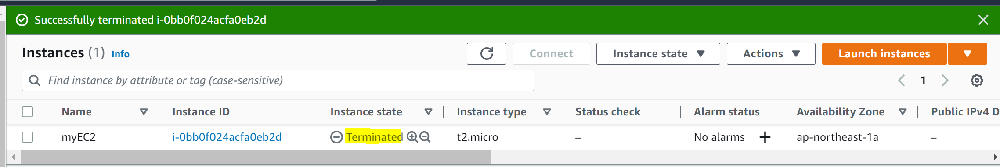 Successfully terminated i-0bb0f024acfa0eb2d
Instances (1) Info
Connect
Instance state
Actions
Launch instances
Find instance by attribute or tag (case-sensitive)
1
Name Instance ID Instance state Instance type Status check Alarm status Availability Zone Public IPv4 D
myEC2 i-0bb0f024acfa0eb2d Terminated t2.micro – No alarms + ap-northeast-1a –